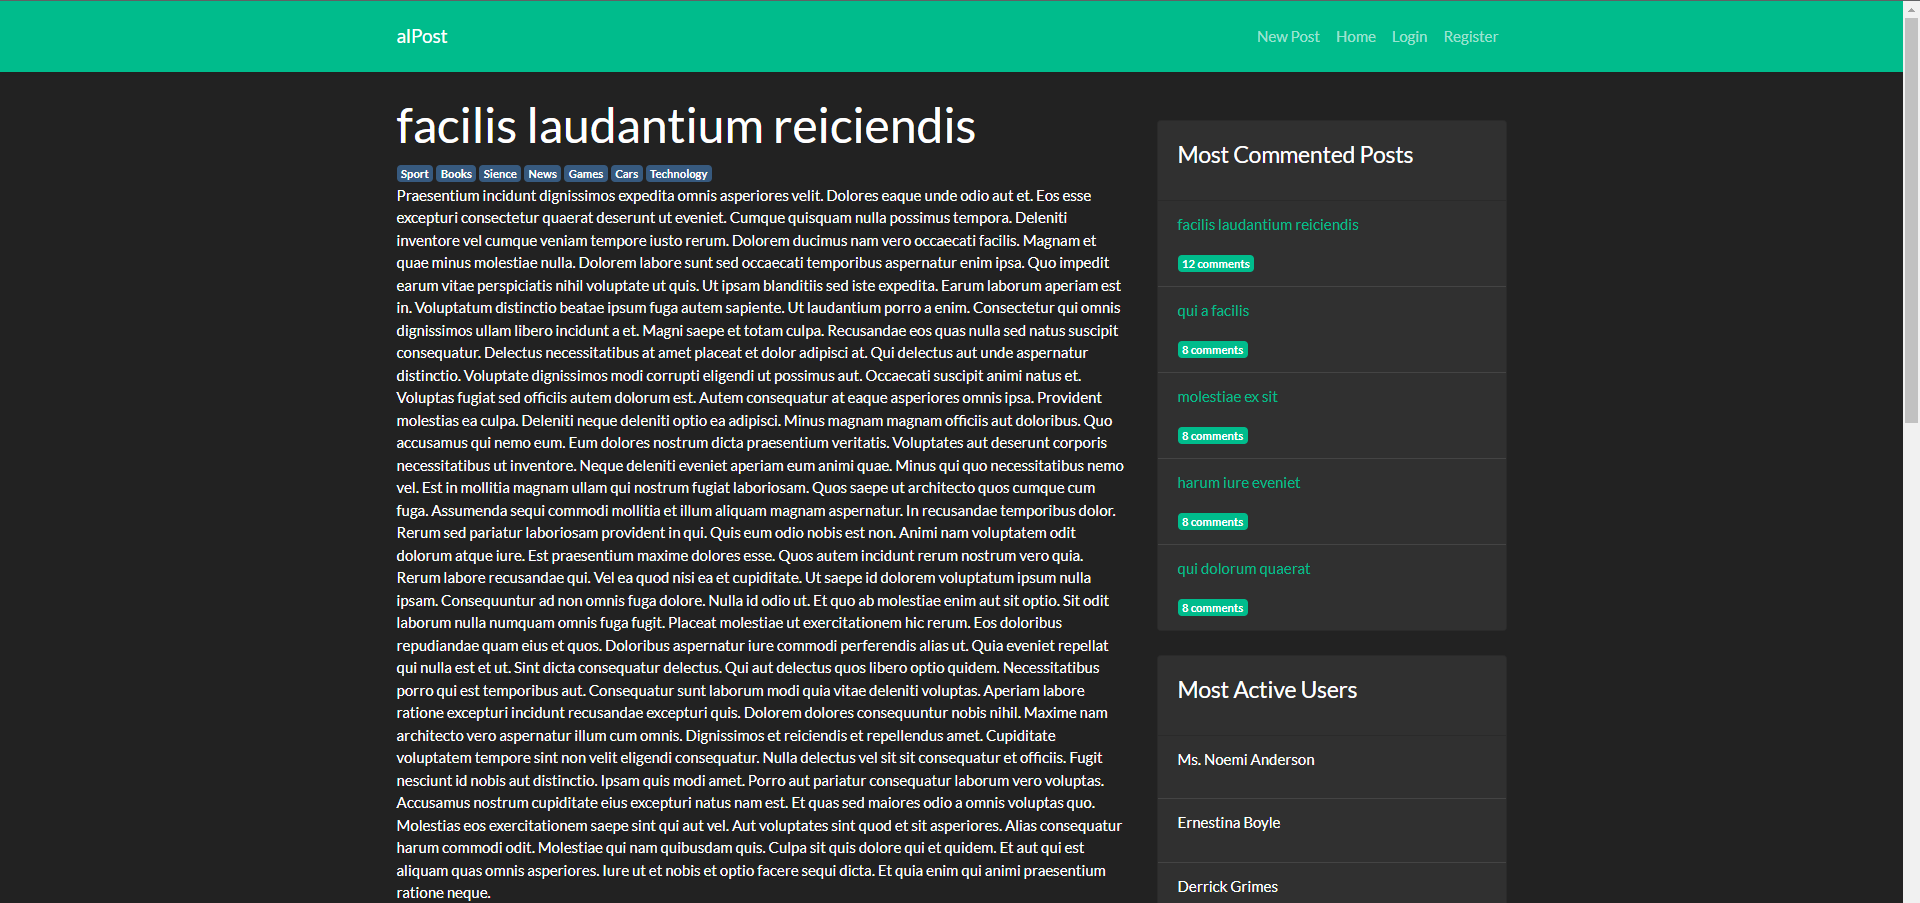 alPost
New Post Home Login Register
facilis laudantium reiciendis
Sport Books Sience News Games Cars Technology
Praesentium incidunt dignissimos expedita omnis asperiores velit. Dolores eaque unde odio aut et. Eos esse
excepturi consectetur quaerat deserunt ut eveniet. Cumque quisquam nulla possimus tempora. Deleniti
inventore vel cumque veniam tempore iusto rerum. Dolorem ducimus nam vero occaecati facilis. Magnam et
quae minus molestiae nulla. Dolorem labore sunt sed occaecati temporibus aspernatur enim ipsa. Quo impedit
earum vitae perspiciatis nihil voluptate ut quis. Ut ipsam blanditiis sed iste expedita. Earum laborum aperiam est
in. Voluptatum distinctio beatae ipsum fuga autem sapiente. Ut laudantium porro a enim. Consectetur qui omnis
dignissimos ullam libero incidunt a et. Magni saepe et totam culpa. Recusandae eos quas nulla sed natus suscipit
consequatur. Delectus necessitatibus at amet placeat et dolor adipisci at. Qui delectus aut unde aspernatur
distinctio. Voluptate dignissimos modi corrupti eligendi ut possimus aut. Occaecati suscipit animi natus et.
Voluptas fugiat sed officiis autem dolorum est. Autem consequatur at eaque asperiores omnis ipsa. Provident
molestias ea culpa. Deleniti neque deleniti optio ea adipisci. Minus magnam magnam officiis aut doloribus. Quo
accusamus qui nemo eum. Eum dolores nostrum dicta praesentium veritatis. Voluptates aut deserunt corporis
necessitatibus ut inventore. Neque deleniti eveniet aperiam eum animi quae. Minus qui quo necessitatibus nemo
vel. Est in mollitia magnam ullam qui nostrum fugiat laboriosam. Quos saepe ut architecto quos cumque cum
fuga. Assumenda sequi commodi mollitia et illum aliquam magnam aspernatur. In recusandae temporibus dolor.
Rerum sed pariatur laboriosam provident in qui. Quis eum odio nobis est non. Animi nam voluptatem odit
dolorum atque iure. Est praesentium maxime dolores esse. Quos autem incidunt rerum nostrum vero quia.
Rerum labore recusandae qui. Vel ea quod nisi ea et cupiditate. Ut saepe id dolorem voluptatum ipsum nulla
ipsam. Consequuntur ad non omnis fuga dolore. Nulla id odio ut. Et quo ab molestiae enim aut sit optio. Sit odit
laborum nulla numquam omnis fuga fugit. Placeat molestiae ut exercitationem hic rerum. Eos doloribus
repudiandae quam eius et quos. Doloribus aspernatur iure commodi perferendis alias ut. Quia eveniet repellat
qui nulla est et ut. Sint dicta consequatur delectus. Qui aut delectus quos libero optio quidem. Necessitatibus
porro qui est temporibus aut. Consequatur sunt laborum modi quia vitae deleniti voluptas. Aperiam labore
ratione excepturi incidunt recusandae excepturi quis. Dolorem dolores consequuntur nobis nihil. Maxime nam
architecto vero aspernatur illum cum omnis. Dignissimos et reiciendis et repellendus amet. Cupiditate
voluptatem tempore sint non velit eligendi consequatur. Nulla delectus vel sit sit consequatur et officiis. Fugit
nesciunt id nobis aut distinctio. Ipsam quis modi amet. Porro aut pariatur consequatur laborum vero voluptas.
Accusamus nostrum cupiditate eius excepturi natus nam est. Et quas sed maiores odio a omnis voluptas quo.
Molestias eos exercitationem saepe sint qui aut vel. Aut voluptates sint quod et sit asperiores. Alias consequatur
harum commodi odit. Molestiae qui nam quibusdam quis. Culpa sit quis dolore qui et quidem. Et aut qui est
aliquam quas omnis asperiores. Iure ut et nobis et optio facere sequi dicta. Et quia enim qui animi praesentium
ratione neque.
Most Commented Posts
facilis laudantium reiciendis
12 comments
qui a facilis
8 comments
molestiae ex sit
8 comments
harum iure eveniet
8 comments
qui dolorum quaerat
8 comments
Most Active Users
Ms. Noemi Anderson
Ernestina Boyle
Derrick Grimes